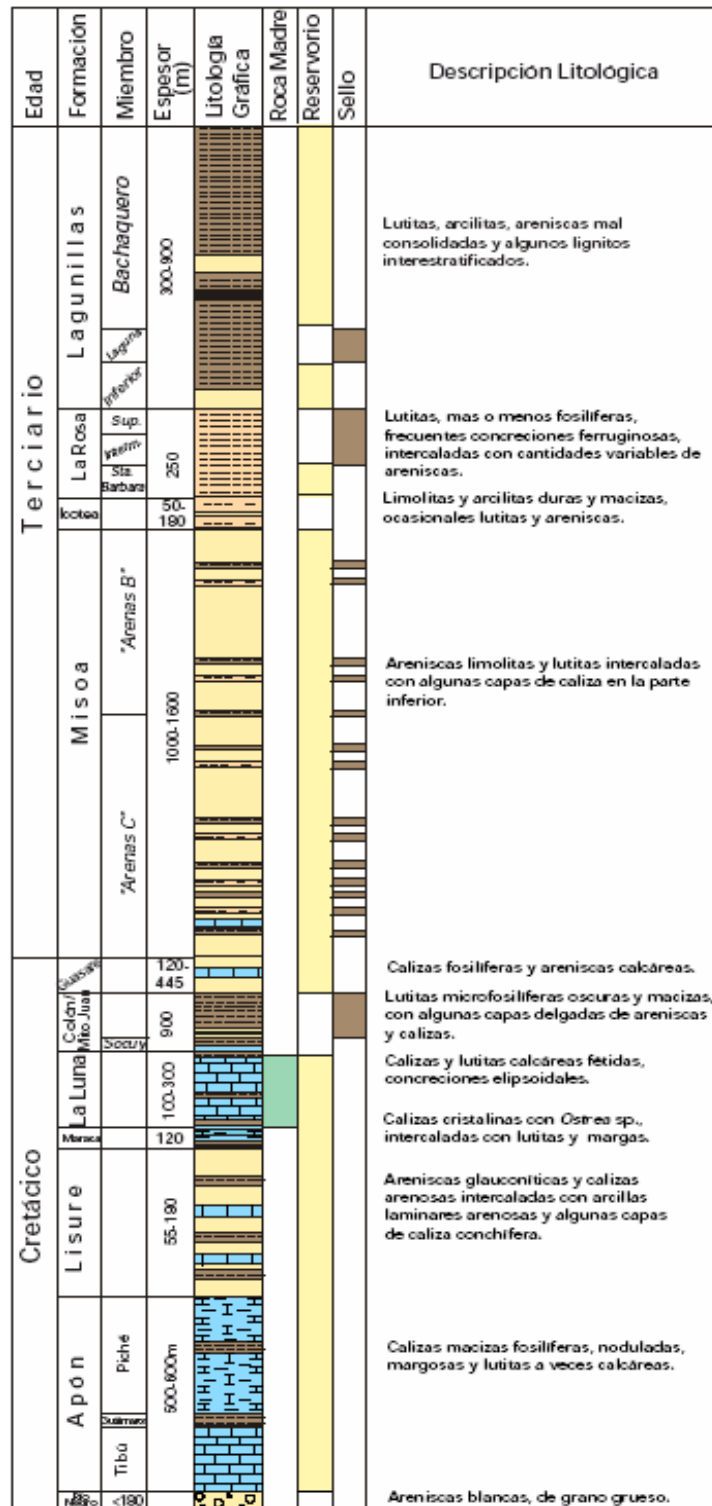 Edad
Formación
Miembro
Espesor
(m)
Litología
Gráfica
Roca Madre
Reservorio
Sello
Descripción Litológica
Terciario
Lagunillas
Bachaquero
300-900
Lutitas, arcilitas, areniscas mal
consolidadas y algunos lignitos
interestratificados.
Laguna
Inferior
La Rosa
Sup.
Interm.
Sta.
Barbara
250
Lutitas, mas o menos fosilíferas,
frecuentes concreciones ferruginosas,
intercaladas con cantidades variables de
areniscas.
Icotea
50-
180
Limolitas y arcilitas duras y macizas,
ocasionales lutitas y areniscas.
Misoa
"Arenas B"
"Arenas C"
1000-1600
Areniscas limolitas y lutitas intercaladas
con algunas capas de caliza en la parte
inferior.
Cretácico
Guasare
120-
445
Calizas fosilíferas y areniscas calcáreas.
Colón/
Mito Juan
Socuy
900
Lutitas microfosilíferas oscuras y macizas,
con algunas capas delgadas de areniscas
y calizas.
La Luna
100-300
Calizas y lutitas calcáreas fétidas,
concreciones elipsoidales.
Maraca
120
Calizas cristalinas con Ostrea sp.,
intercaladas con lutitas y margas.
Lisure
55-190
Areniscas glauconíticas y calizas
arenosas intercaladas con arcillas
laminares arenosas y algunas capas
de caliza conchífera.
Apón
Piché
Tibú
500-600m
Calizas macizas fosilíferas, noduladas,
margosas y lutitas a veces calcáreas.
Negro
<180
Areniscas blancas, de grano grueso.